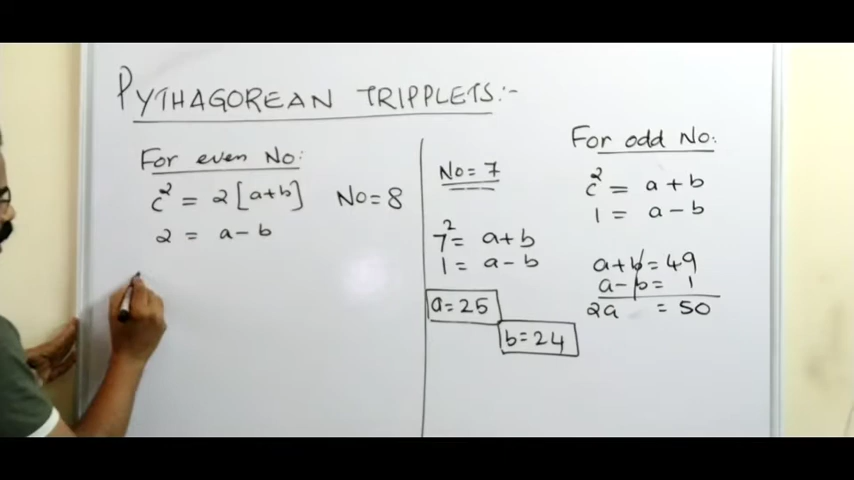 PYTHAGOREAN TRIPPLETS:-
For even No:
c² = 2[a+b] No=8
2 = a-b
No=7
7² = a+b
1 = a-b
a=25
b=24
For odd No:
c² = a+b
1 = a-b
a+b=49
a-b= 1
2a = 50